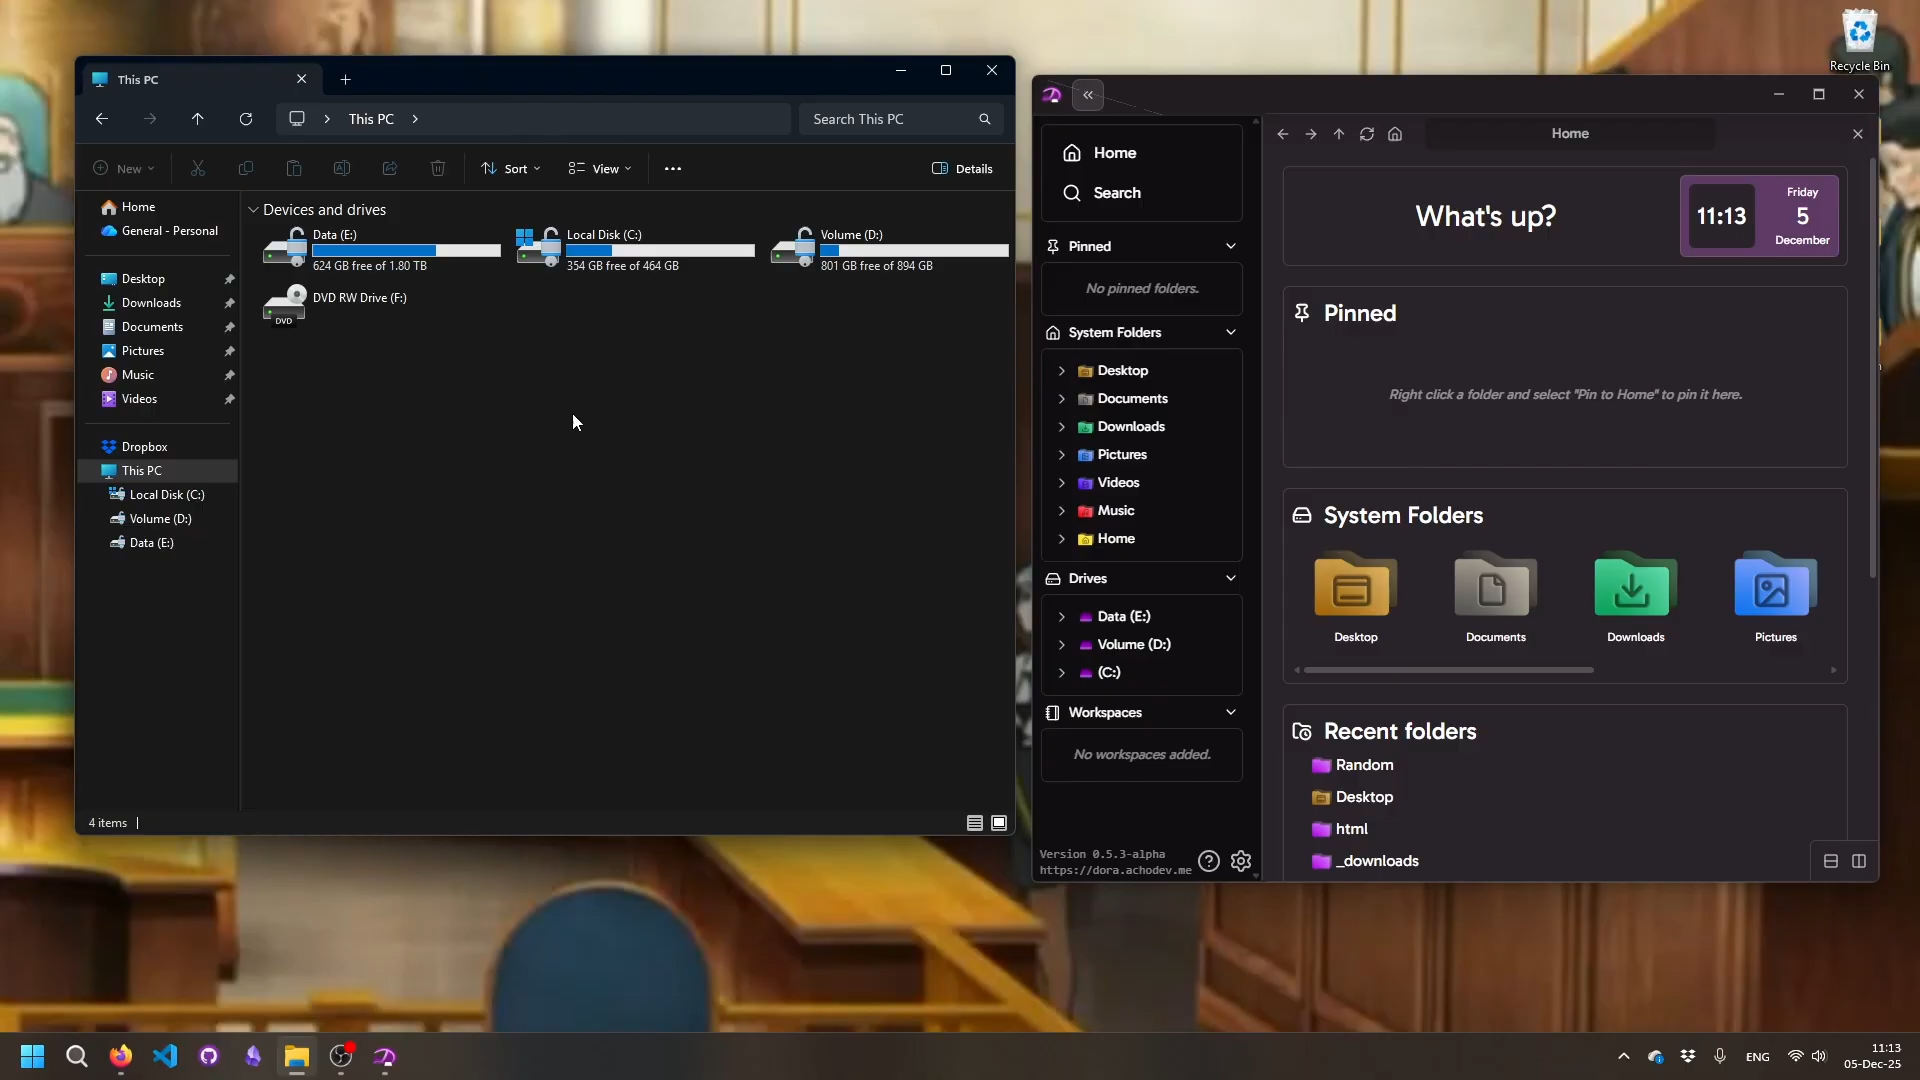 Recycle Bin
This PC
This PC
Search This PC
New
Sort
View
Details
Home
General - Personal
Desktop
Downloads
Documents
Pictures
Music
Videos
Dropbox
This PC
Local Disk (C:)
Volume (D:)
Data (E:)
Devices and drives
Data (E:)
624 GB free of 1.80 TB
Local Disk (C:)
354 GB free of 464 GB
Volume (D:)
801 GB free of 894 GB
DVD
DVD RW Drive (F:)
4 items
Home
Search
Pinned
No pinned folders.
System Folders
Desktop
Documents
Downloads
Pictures
Videos
Music
Home
Drives
Data (E:)
Volume (D:)
(C:)
Workspaces
No workspaces added.
Version 0.5.3-alpha
https://dora.achodev.me
Home
What's up?
11:13
Friday
5
December
Pinned
Right click a folder and select "Pin to Home" to pin it here.
System Folders
Desktop
Documents
Downloads
Pictures
Recent folders
Random
Desktop
html
_downloads
ENG
11:13
05-Dec-25